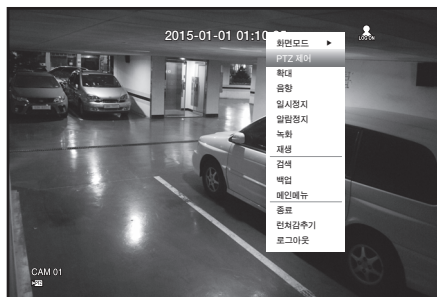 2015-01-01 01:10
LOG ON
화면모드 ▶
PTZ 제어
확대
음향
일시정지
알람정지
녹화
재생
검색
백업
메인메뉴
종료
런쳐감추기
로그아웃
CAM 01